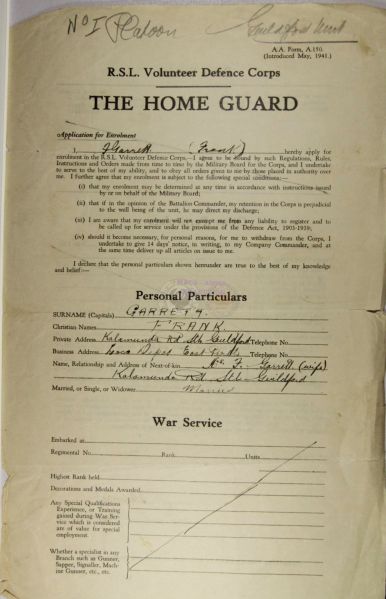 No I Platoon
Guildford Unit
A.A. Form, A.150.
(Introduced May, 1941.)
R.S.L. Volunteer Defence Corps
THE HOME GUARD
Application for Enrolment
I, F Garrett (Frank) hereby apply for
enrolment in the R.S.L. Volunteer Defence Corps.—I agree to be bound by such Regulations, Rules,
Instructions and Orders made from time to time by the Military Board for the Corps, and I undertake
to serve to the best of my ability, and to obey all orders given to me by those placed in authority over
me. I further agree that my enrolment is subject to the following special conditions:—
(i) that my enrolment may be determined at any time in accordance with instructions issued
by or on behalf of the Military Board;
(ii) that if in the opinion of the Battalion Commander, my retention in the Corps is prejudicial
to the well being of the unit, he may direct my discharge;
(iii) I am aware that my enrolment will not exempt me from any liability to register and to
be called up for service under the provisions of the Defence Act, 1903-1939;
(iv) should it become necessary, for personal reasons, for me to withdraw from the Corps, I
undertake to give 14 days' notice, in writing, to my Company Commander, and at the
same time deliver up all articles on issue to me.
I declare that the personal particulars shown hereunder are true to the best of my knowledge
and belief:—
Personal Particulars
SURNAME (Capitals) GARRETT
Christian Names FRANK
Private Address Kalamunda Rd Sth Guildford Telephone No
Business Address Loco Depot East Perth Telephone No
Name, Relationship and Address of Next-of-kin Mrs F. Garrett (wife)
Kalamunda Rd Sth Guildford
Married, or Single, or Widower Married
War Service
Embarked at
Regimental No Rank Units
Highest Rank held
Decorations and Medals Awarded
Any Special Qualifications
Experience, or Training
gained during War Ser-
vice which is considered
are of value for special
employment.
Whether a specialist in any
Branch such as Gunner,
Sapper, Signaller, Mach-
ine Gunner, etc., etc.